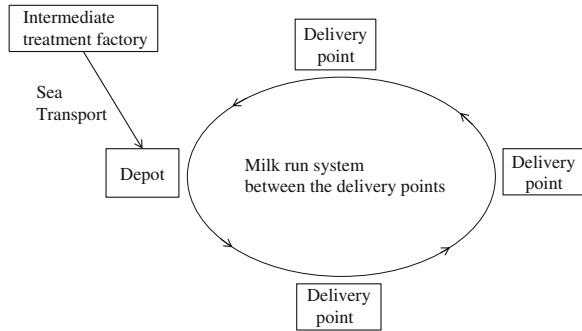 Intermediate
treatment factory
Delivery
point
Sea
Transport
Depot
Milk run system
between the delivery points
Delivery
point
Delivery
point